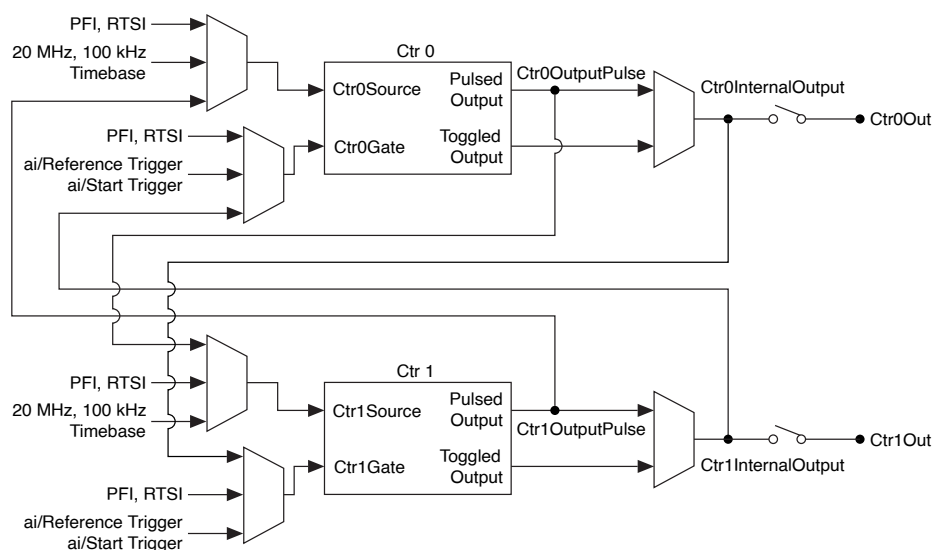 PFI, RTSI
20 MHz, 100 kHz
Timebase
PFI, RTSI
ai/Reference Trigger
ai/Start Trigger
Ctr 0
Ctr0Source
Ctr0Gate
Pulsed
Output
Toggled
Output
Ctr0OutputPulse
Ctr0InternalOutput
Ctr0Out
PFI, RTSI
20 MHz, 100 kHz
Timebase
PFI, RTSI
ai/Reference Trigger
ai/Start Trigger
Ctr 1
Ctr1Source
Ctr1Gate
Pulsed
Output
Toggled
Output
Ctr1OutputPulse
Ctr1InternalOutput
Ctr1Out